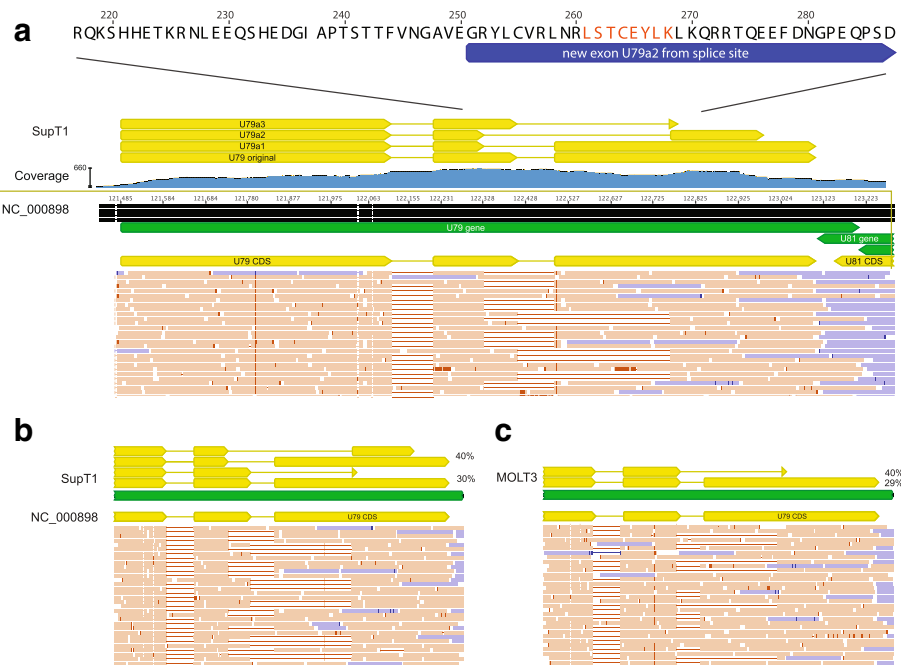 a
220 230 240 250 260 270 280
RQKSHHETKRNLEEQSHEDGI APTSTTFVNGAVEGRYLCVRLNRLSTCEYLKLKQRRTQEEFDNGPEQPSD
new exon U79a2 from splice site
SupT1
U79a3
U79a2
U79a1
U79 original
Coverage
660
NC_000898
121,485 121,584 121,684 121,780 121,877 121,940 122,063 122,155 122,231 122,328 122,428 122,527 122,627 122,725 122,825 122,925 123,024 123,123 123,223
U79 gene
U81 gene
U79 CDS
U81 CDS
b
SupT1
40%
30%
NC_000898
U79 CDS
c
MOLT3
40%
29%
U79 CDS